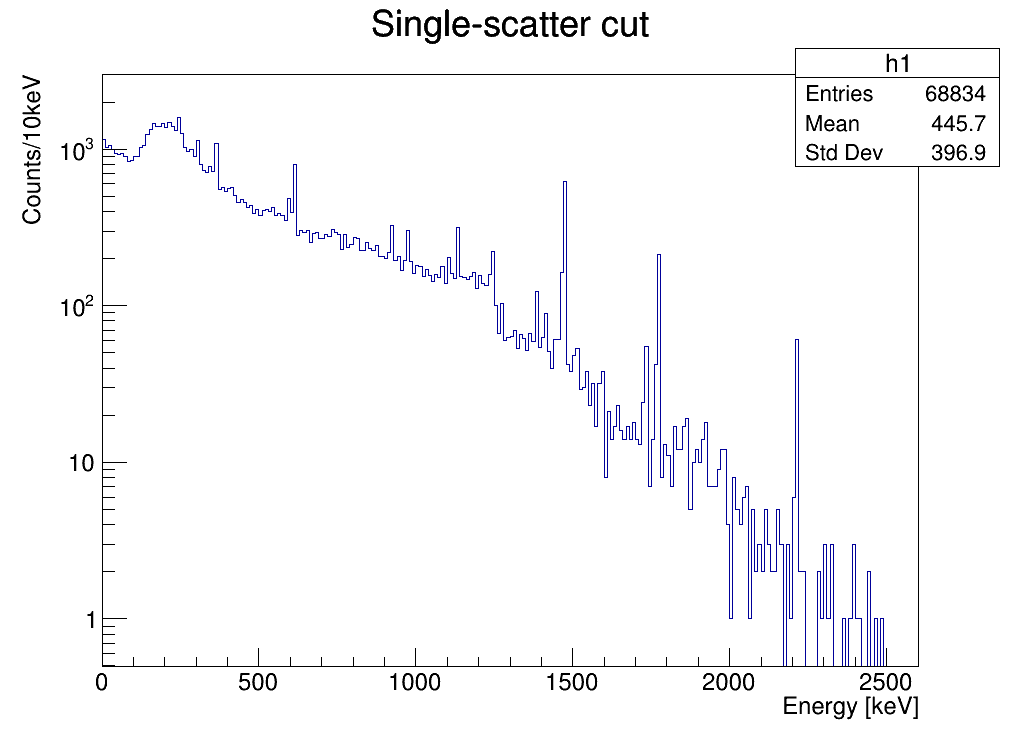 Single-scatter cut
h1
Entries 68834
Mean 445.7
Std Dev 396.9
Counts/10keV
10³
10²
10
1
0 500 1000 1500 2000 2500
Energy [keV]